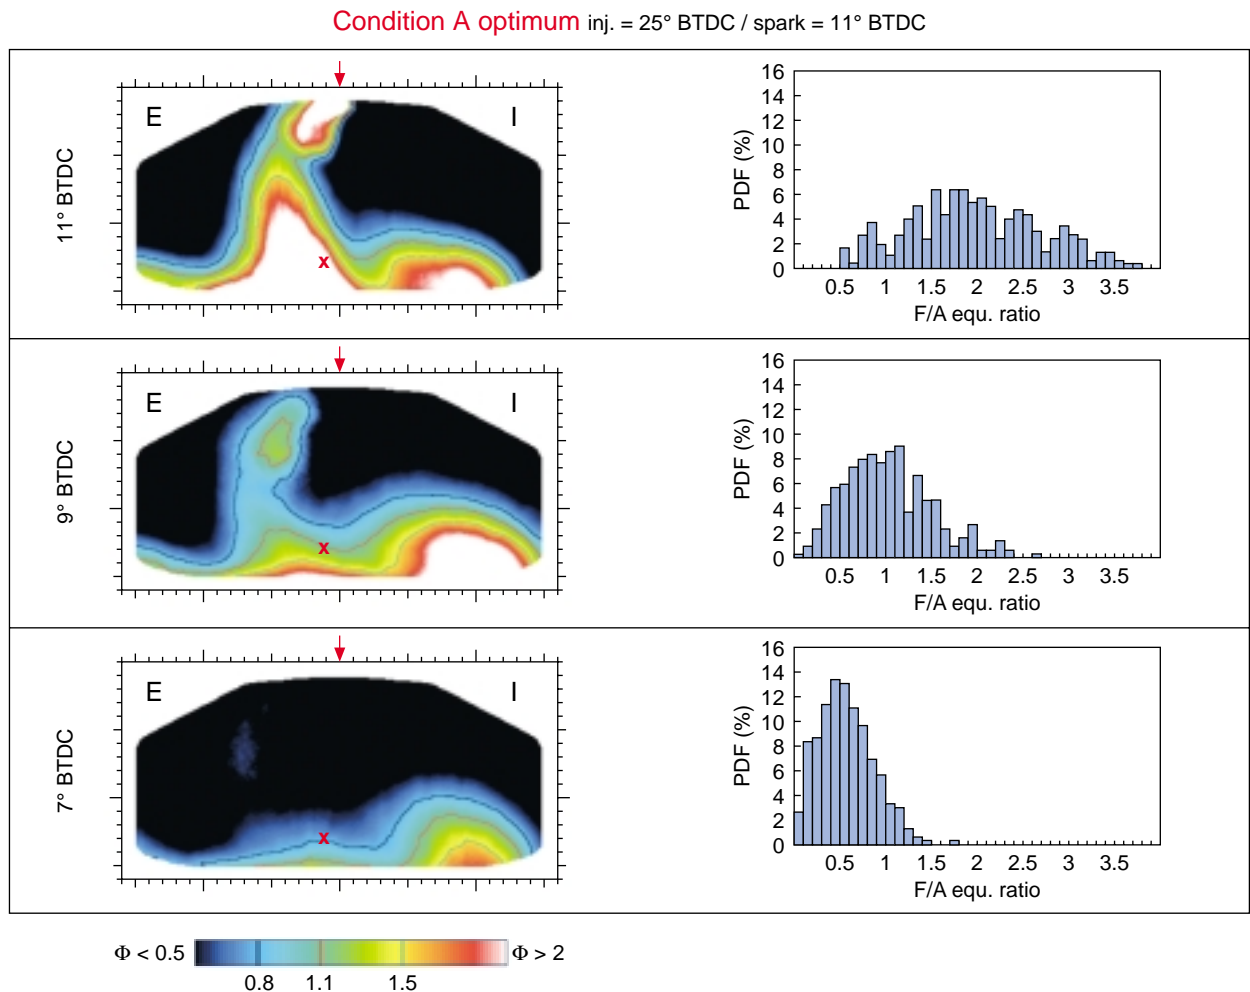 Condition A optimum inj. = 25° BTDC / spark = 11° BTDC
11° BTDC
E
I
x
PDF (%)
16
14
12
10
8
6
4
2
0
0.5 1 1.5 2 2.5 3 3.5
F/A equ. ratio
9° BTDC
E
I
x
PDF (%)
16
14
12
10
8
6
4
2
0
0.5 1 1.5 2 2.5 3 3.5
F/A equ. ratio
7° BTDC
E
I
x
PDF (%)
16
14
12
10
8
6
4
2
0
0.5 1 1.5 2 2.5 3 3.5
F/A equ. ratio
Φ < 0.5
Φ > 2
0.8 1.1 1.5